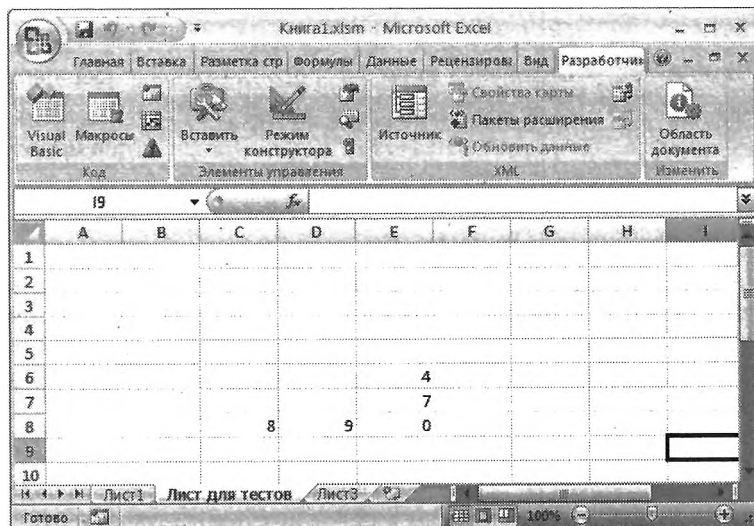 Книга1.xlsm - Microsoft Excel
Главная Вставка Разметка стр Формулы Данные Рецензирова Вид Разработчик
Visual Basic
Макросы
Код
Вставить
Режим конструктора
Элементы управления
Источник
Свойства карты
Пакеты расширения
Обновить данные
XML
Область документа
Изменить
I9 fx
A B C D E F G H I
1
2
3
4
5
6 4
7 7
8 8 9 0
9
10
Лист1 Лист для тестов Лист3
Готово 100%